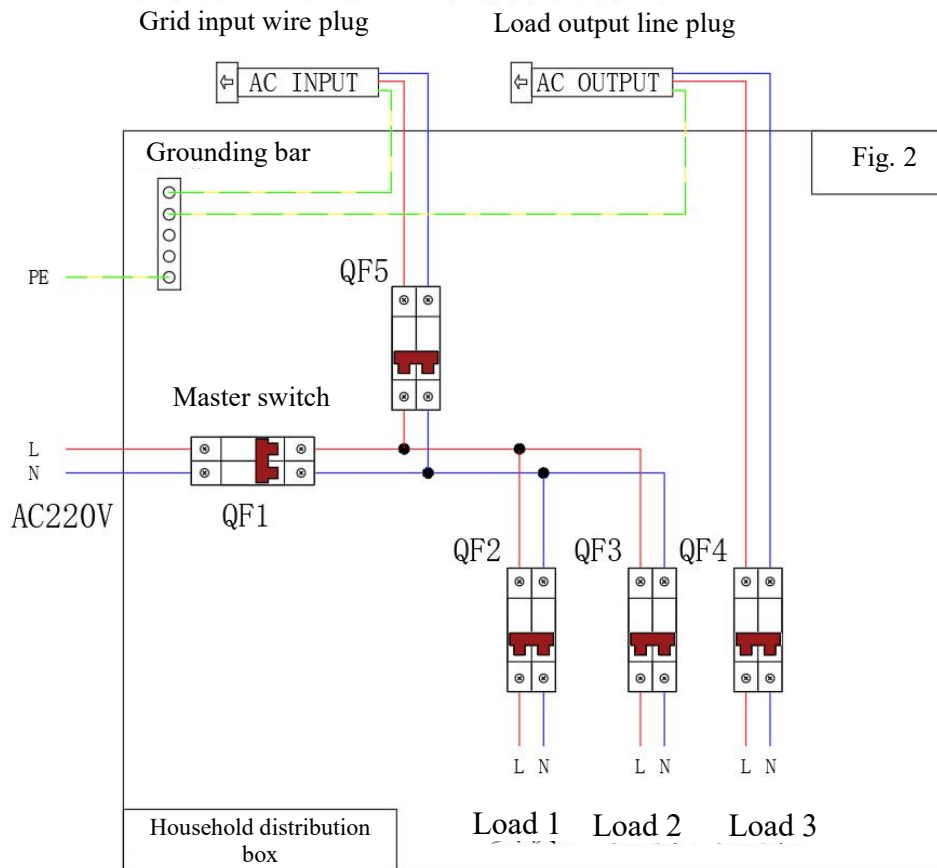 Grid input wire plug
Load output line plug
AC INPUT
AC OUTPUT
Grounding bar
Fig. 2
PE
QF5
Master switch
L
N
AC220V
QF1
QF2
QF3
QF4
L N
L N
L N
Load 1
Load 2
Load 3
Household distribution
box